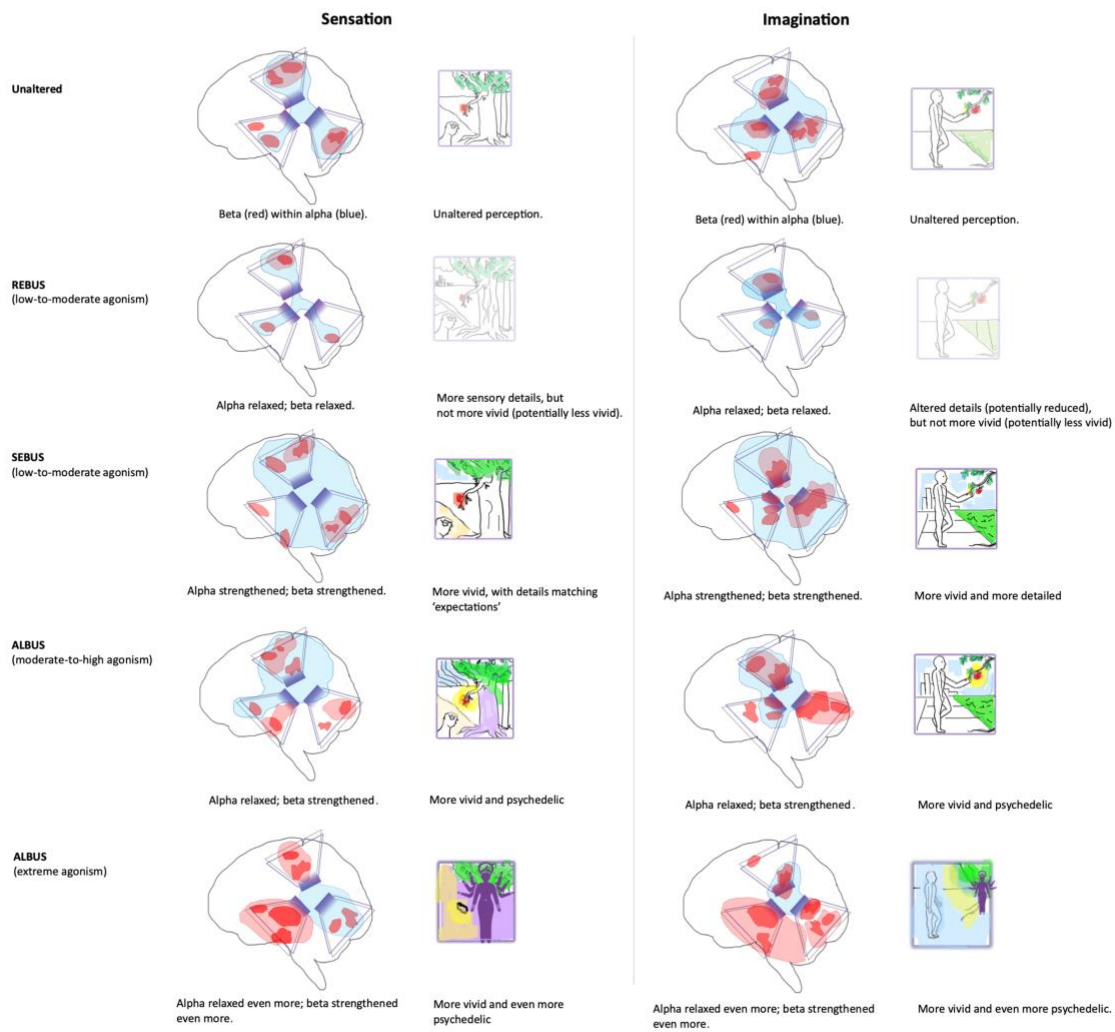 Sensation
Imagination
Unaltered
Beta (red) within alpha (blue).
Unaltered perception.
Beta (red) within alpha (blue).
Unaltered perception.
REBUS
(low-to-moderate agonism)
Alpha relaxed; beta relaxed.
More sensory details, but
not more vivid (potentially less vivid).
Alpha relaxed; beta relaxed.
Altered details (potentially reduced),
but not more vivid (potentially less vivid)
SEBUS
(low-to-moderate agonism)
Alpha strengthened; beta strengthened.
More vivid, with details matching
'expectations'
Alpha strengthened; beta strengthened.
More vivid and more detailed
ALBUS
(moderate-to-high agonism)
Alpha relaxed; beta strengthened.
More vivid and psychedelic
Alpha relaxed; beta strengthened.
More vivid and psychedelic
ALBUS
(extreme agonism)
Alpha relaxed even more; beta strengthened
even more.
More vivid and even more
psychedelic
Alpha relaxed even more; beta strengthened
even more.
More vivid and even more psychedelic.